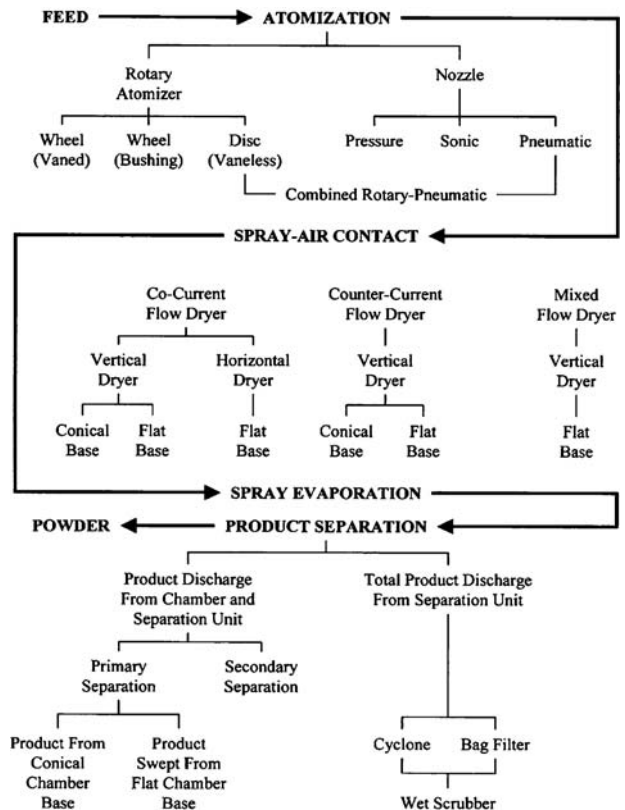 FEED ATOMIZATION
Rotary Nozzle
Atomizer
Wheel Wheel Disc Pressure Sonic Pneumatic
(Vaned) (Bushing) (Vaneless)
Combined Rotary-Pneumatic
SPRAY-AIR CONTACT
Co-Current Counter-Current Mixed
Flow Dryer Flow Dryer Flow Dryer
Vertical Horizontal Vertical Vertical
Dryer Dryer Dryer Dryer
Conical Flat Flat Conical Flat Flat
Base Base Base Base Base Base
SPRAY EVAPORATION
POWDER PRODUCT SEPARATION
Product Discharge Total Product Discharge
From Chamber and From Separation Unit
Separation Unit
Primary Secondary
Separation Separation
Product From Product Cyclone Bag Filter
Conical Swept From
Chamber Flat Chamber
Base Base Wet Scrubber